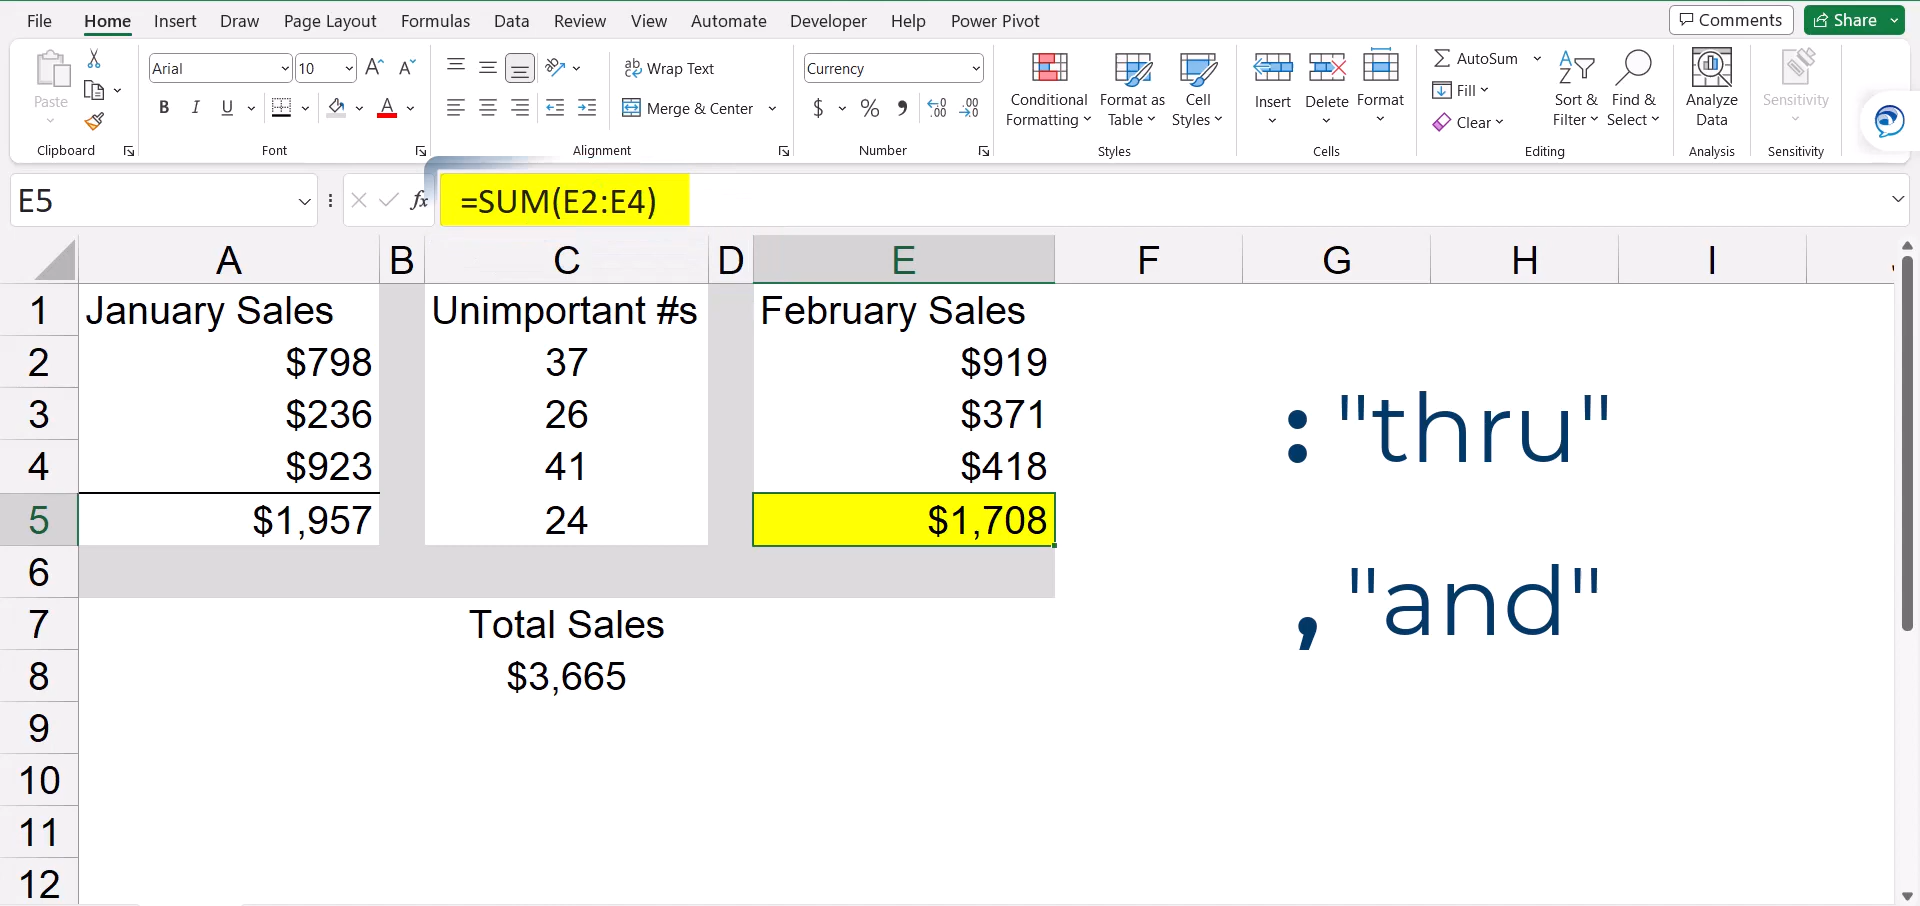 File Home Insert Draw Page Layout Formulas Data Review View Automate Developer Help Power Pivot Comments Share
Arial 10 Wrap Text Currency AutoSum
Paste B I U Merge & Center $ % Conditional Formatting Format as Table Cell Styles Insert Delete Format Fill Clear Sort & Filter Find & Select Analyze Data Sensitivity
Clipboard Font Alignment Number Styles Cells Editing Analysis Sensitivity
E5 fx =SUM(E2:E4)
A B C D E F G H I
1 January Sales Unimportant #s February Sales
2 $798 37 $919
3 $236 26 $371
4 $923 41 $418
5 $1,957 24 $1,708
6
7 Total Sales
8 $3,665
9
10
11
12
: "thru"
, "and"